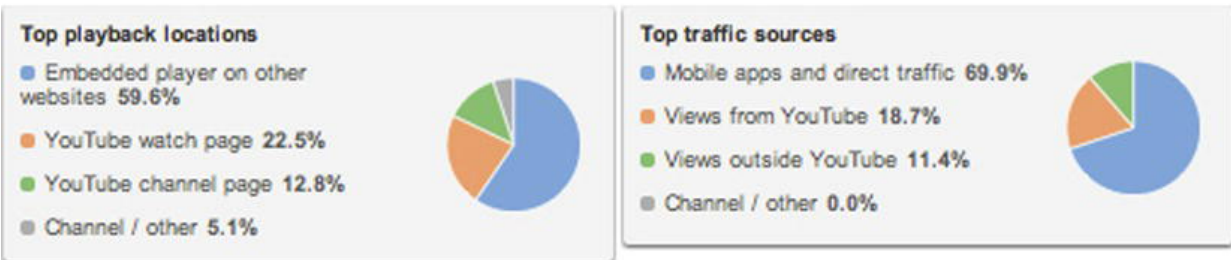 Top playback locations
Embedded player on other
websites 59.6%
YouTube watch page 22.5%
YouTube channel page 12.8%
Channel / other 5.1%
Top traffic sources
Mobile apps and direct traffic 69.9%
Views from YouTube 18.7%
Views outside YouTube 11.4%
Channel / other 0.0%